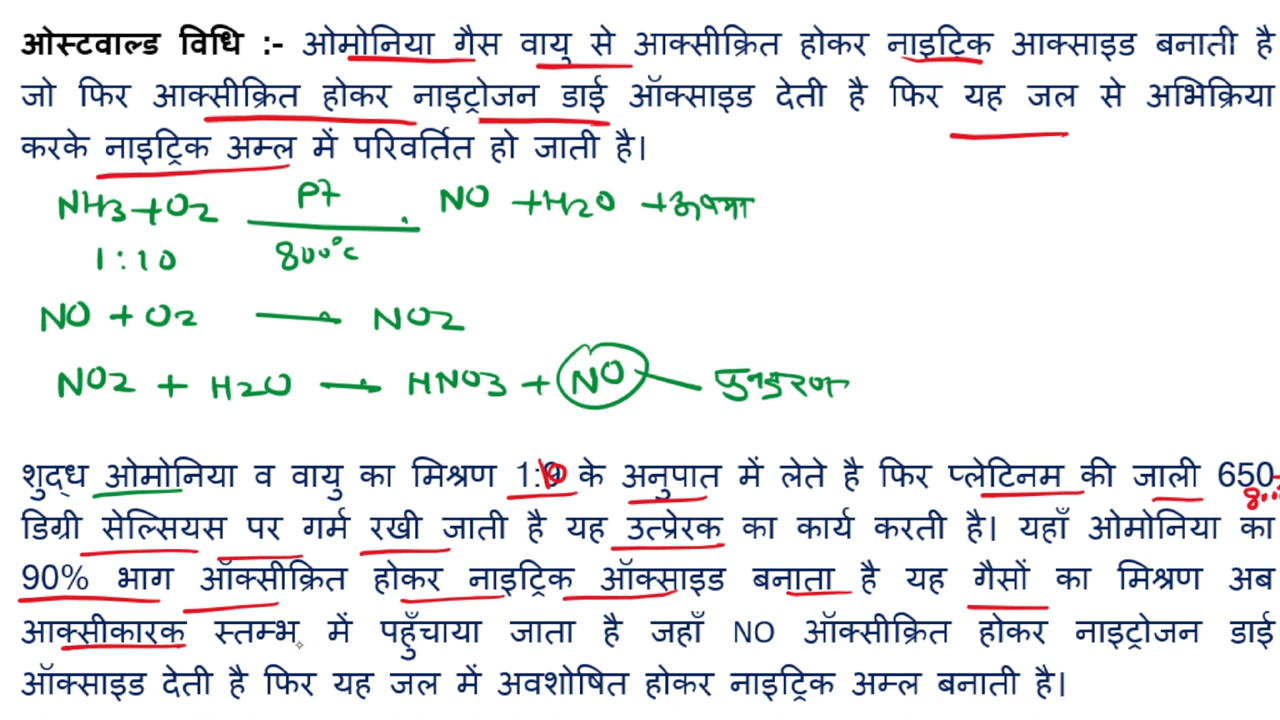 ओस्टवाल्ड विधि :- ओमोनिया गैस वायु से आक्सीक्रित होकर नाइटिक आक्साइड बनाती है
जो फिर आक्सीक्रित होकर नाइट्रोजन डाई ऑक्साइड देती है फिर यह जल से अभिक्रिया
करके नाइट्रिक अम्ल में परिवर्तित हो जाती है।
NH3+O2 Pt 800°c NO +H2O +ऊष्मा
1:10
NO + O2 → NO2
NO2 + H2O → HNO3 + NO
शुद्ध ओमोनिया व वायु का मिश्रण 1:10 के अनुपात में लेते है फिर प्लेटिनम की जाली 650-
डिग्री सेल्सियस पर गर्म रखी जाती है यह उत्प्रेरक का कार्य करती है। यहाँ ओमोनिया का
90% भाग ऑक्सीक्रित होकर नाइट्रिक ऑक्साइड बनाता है यह गैसों का मिश्रण अब
आक्सीकारक स्तम्भ में पहुँचाया जाता है जहाँ NO ऑक्सीक्रित होकर नाइट्रोजन डाई
ऑक्साइड देती है फिर यह जल में अवशोषित होकर नाइट्रिक अम्ल बनाती है।